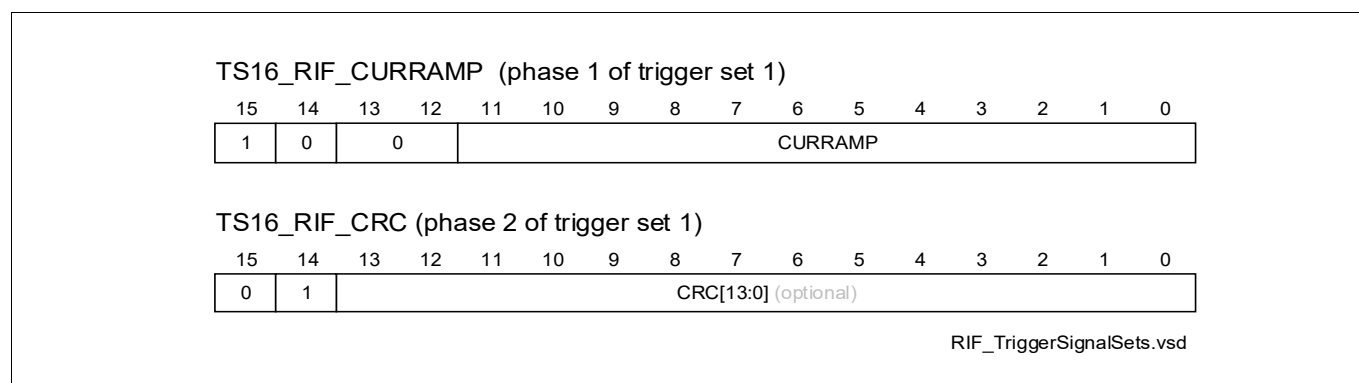 TS16_RIF_CURRAMP (phase 1 of trigger set 1)
15 14 13 12 11 10 9 8 7 6 5 4 3 2 1 0
1 0 0 CURRAMP
TS16_RIF_CRC (phase 2 of trigger set 1)
15 14 13 12 11 10 9 8 7 6 5 4 3 2 1 0
0 1 CRC[13:0] (optional)
RIF_TriggerSignalSets.vsd